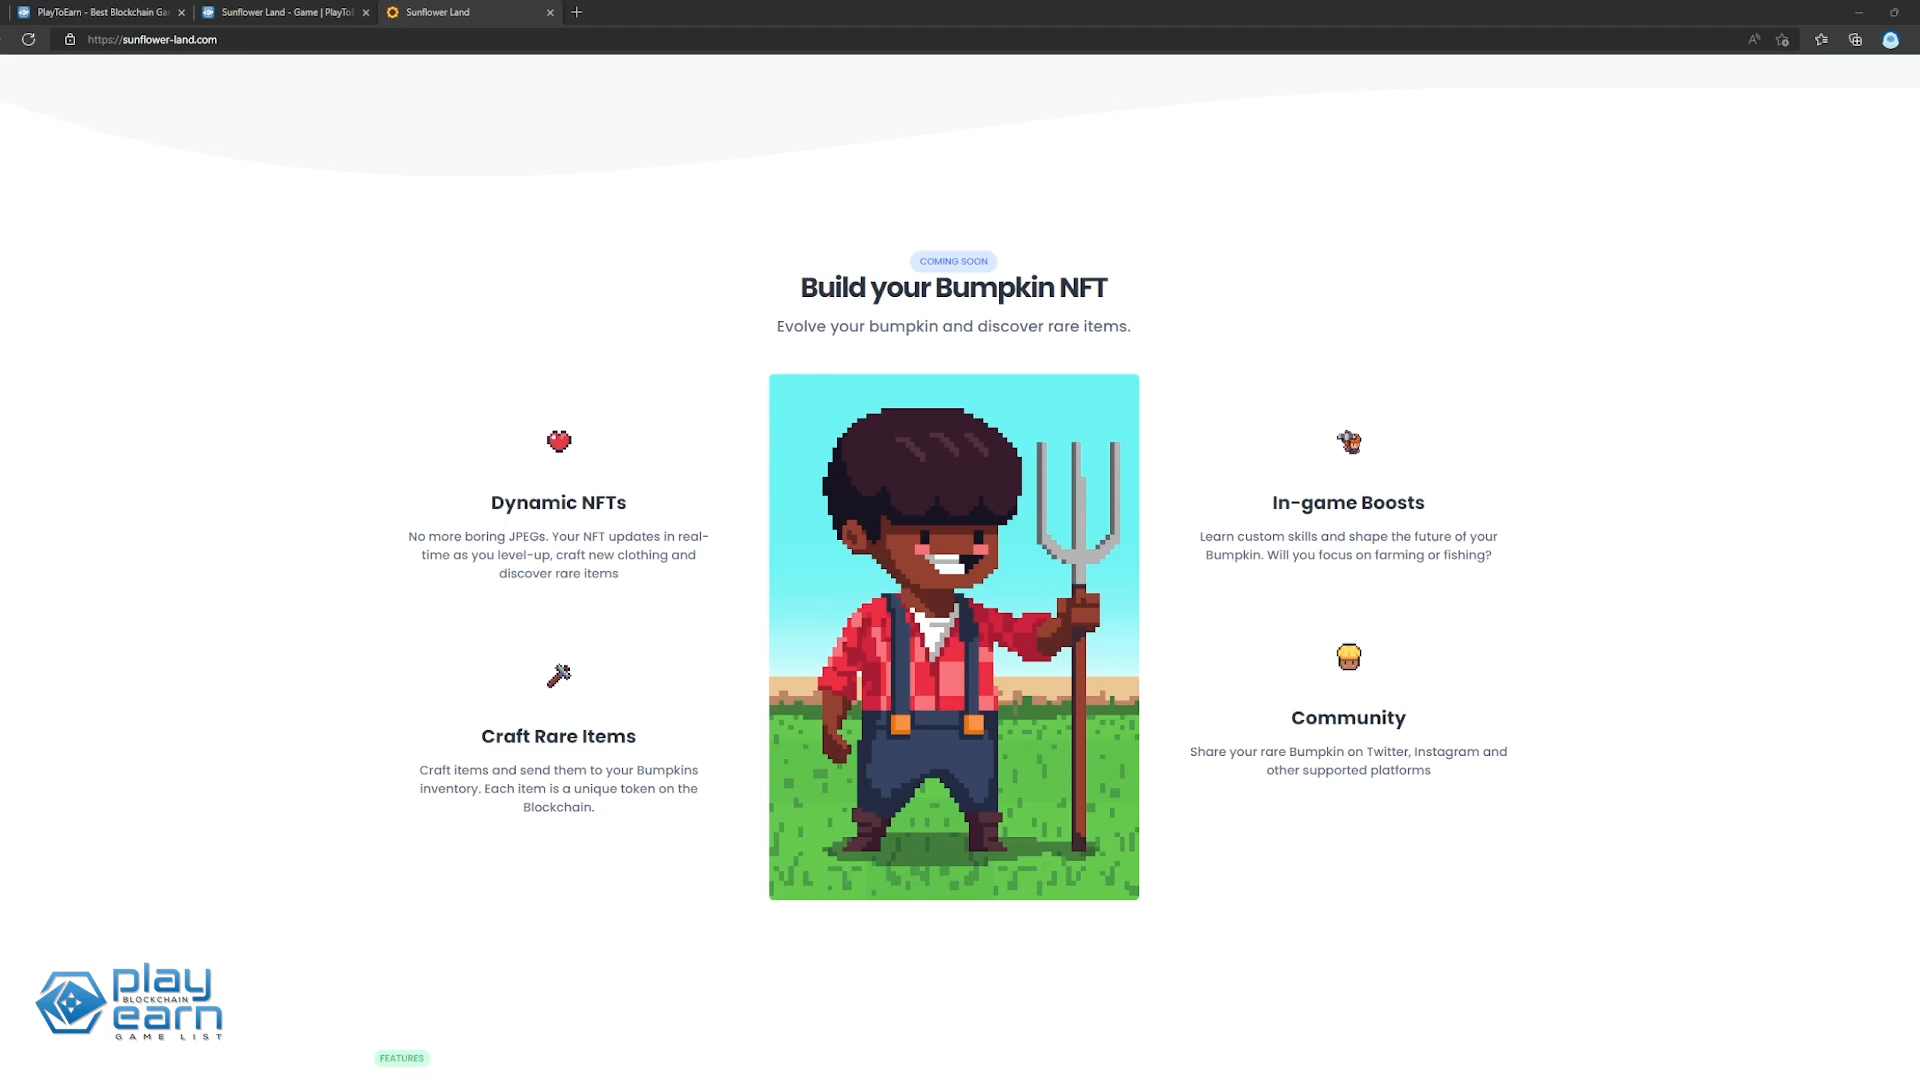 PlayToEarn - Best Blockchain Ga
Sunflower Land - Game | PlayTo
Sunflower Land
https://sunflower-land.com
COMING SOON
Build your Bumpkin NFT
Evolve your bumpkin and discover rare items.
Dynamic NFTs
No more boring JPEGs. Your NFT updates in real-
time as you level-up, craft new clothing and
discover rare items
Craft Rare Items
Craft items and send them to your Bumpkins
inventory. Each item is a unique token on the
Blockchain.
In-game Boosts
Learn custom skills and shape the future of your
Bumpkin. Will you focus on farming or fishing?
Community
Share your rare Bumpkin on Twitter, Instagram and
other supported platforms
play
BLOCKCHAIN
earn
GAME LIST
FEATURES